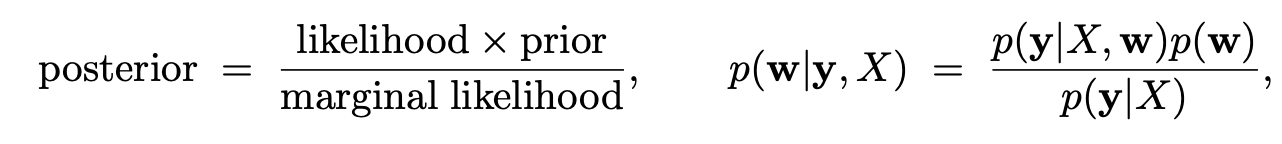 posterior = likelihood × prior / marginal likelihood, p(w|y, X) = p(y|X, w)p(w) / p(y|X),